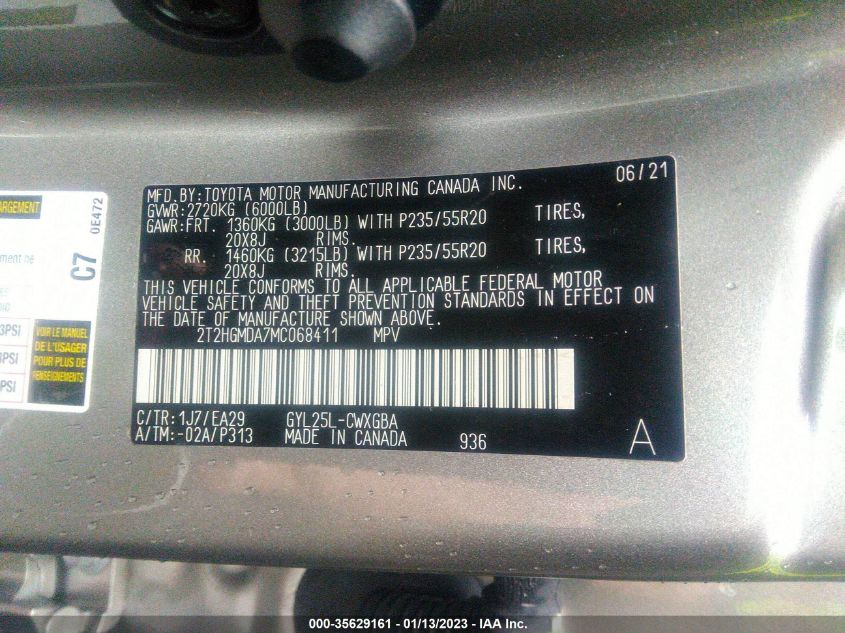 MFD.BY:TOYOTA MOTOR MANUFACTURING CANADA INC. 06/21
GVWR:2720KG (6000LB)
GAWR:FRT. 1360KG (3000LB) WITH P235/55R20 TIRES,
20X8J RIMS.
RR. 1460KG (3215LB) WITH P235/55R20 TIRES,
20X8J RIMS.
THIS VEHICLE CONFORMS TO ALL APPLICABLE FEDERAL MOTOR
VEHICLE SAFETY AND THEFT PREVENTION STANDARDS IN EFFECT ON
THE DATE OF MANUFACTURE SHOWN ABOVE.
2T2HGMDA7MC068411 MPV
C/TR:1J7/EA29 GYL25L-CWXGBA
A/TM:-02A/P313 MADE IN CANADA 936 A
ARGEMENT
0E472
C7
PSI
VOIR LE MANUEL
DE L'USAGER
POUR PLUS DE
RENSEIGNEMENTS
PSI
000-35629161 - 01/13/2023 - IAA Inc.